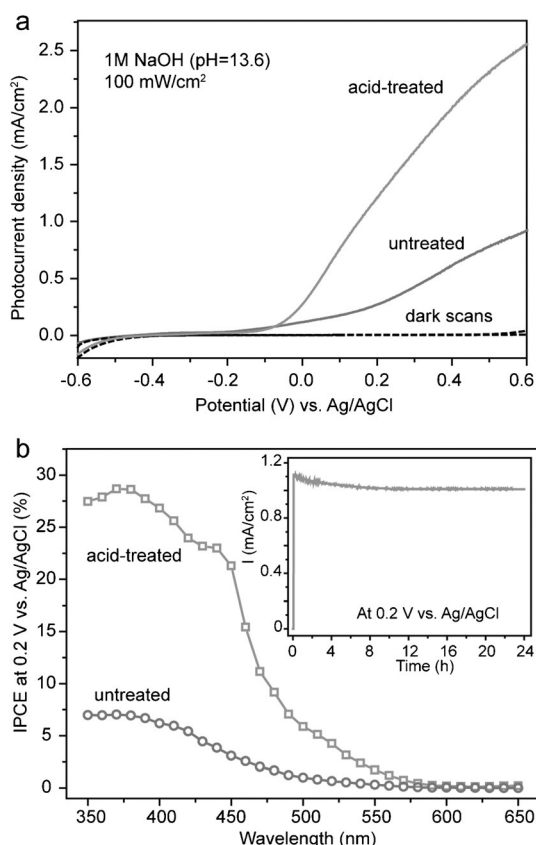 a
1M NaOH (pH=13.6)
100 mW/cm²
acid-treated
untreated
dark scans
Photocurrent density (mA/cm²)
2.5
2.0
1.5
1.0
0.5
0.0
-0.6 -0.4 -0.2 0.0 0.2 0.4 0.6
Potential (V) vs. Ag/AgCl
b
IPCE at 0.2 V vs. Ag/AgCl (%)
35
30
25
20
15
10
5
0
acid-treated
untreated
I (mA/cm²)
1.2
0.8
0.4
0
At 0.2 V vs. Ag/AgCl
0 4 8 12 16 20 24
Time (h)
350 400 450 500 550 600 650
Wavelength (nm)